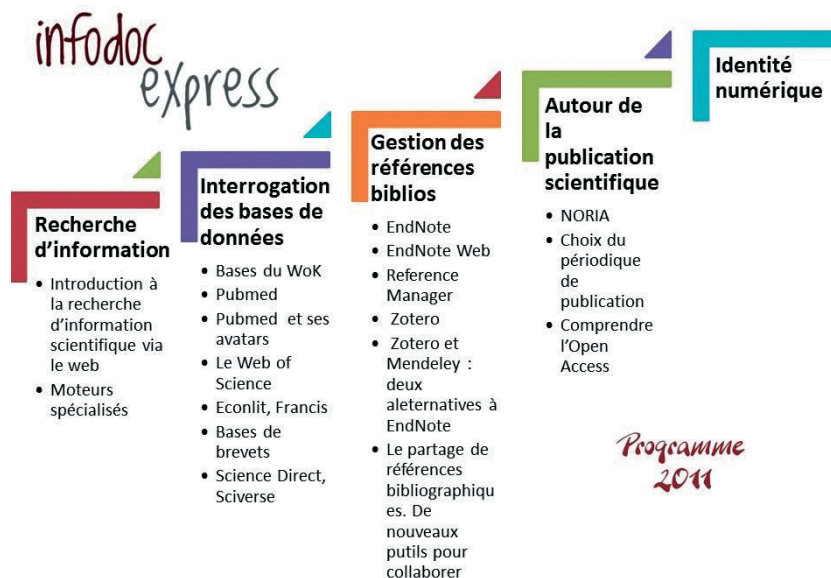 infodoc
express
Recherche
d'information
• Introduction à
la recherche
d'information
scientifique via
le web
• Moteurs
spécialisés
Interrogation
des bases de
données
• Bases du WoK
• Pubmed
• Pubmed et ses
avatars
• Le Web of
Science
• Econlit, Francis
• Bases de
brevets
• Science Direct,
Sciverse
Gestion des
références
biblios
• EndNote
• EndNote Web
• Reference
Manager
• Zotero
• Zotero et
Mendeley :
deux
aleternatives à
EndNote
• Le partage de
références
bibliographiqu
es. De
nouveaux
putils pour
collaborer
Autour de
la
publication
scientifique
• NORIA
• Choix du
périodique
de
publication
• Comprendre
l'Open
Access
Identité
numérique
Programme
2011